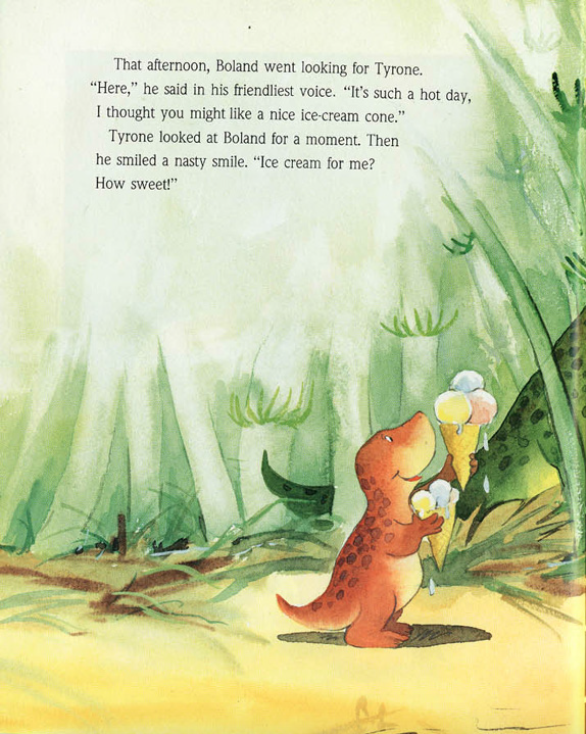 That afternoon, Boland went looking for Tyrone.
“Here,” he said in his friendliest voice. “It’s such a hot day,
I thought you might like a nice ice-cream cone.”
Tyrone looked at Boland for a moment. Then
he smiled a nasty smile. “Ice cream for me?
How sweet!”